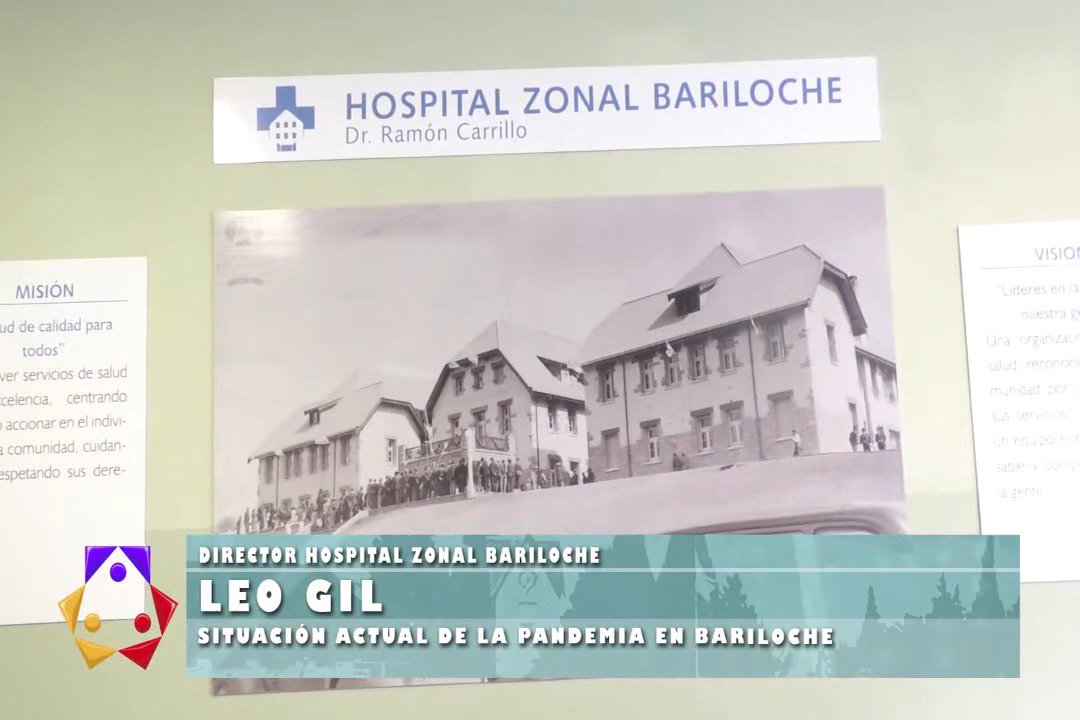 HOSPITAL ZONAL BARILOCHE
Dr. Ramón Carrillo
MISIÓN
ud de calidad para
todos”
ver servicios de salud
celencia, centrando
accionar en el indivi-
a comunidad, cuidan-
espetando sus dere-
VISION
“Lideres en la
nuestra ge
Una organizació
salud reconoci
munidad por
sus servicios
un equipo hu
sable y comp
la gente
DIRECTOR HOSPITAL ZONAL BARILOCHE
LEO GIL
SITUACIÓN ACTUAL DE LA PANDEMIA EN BARILOCHE